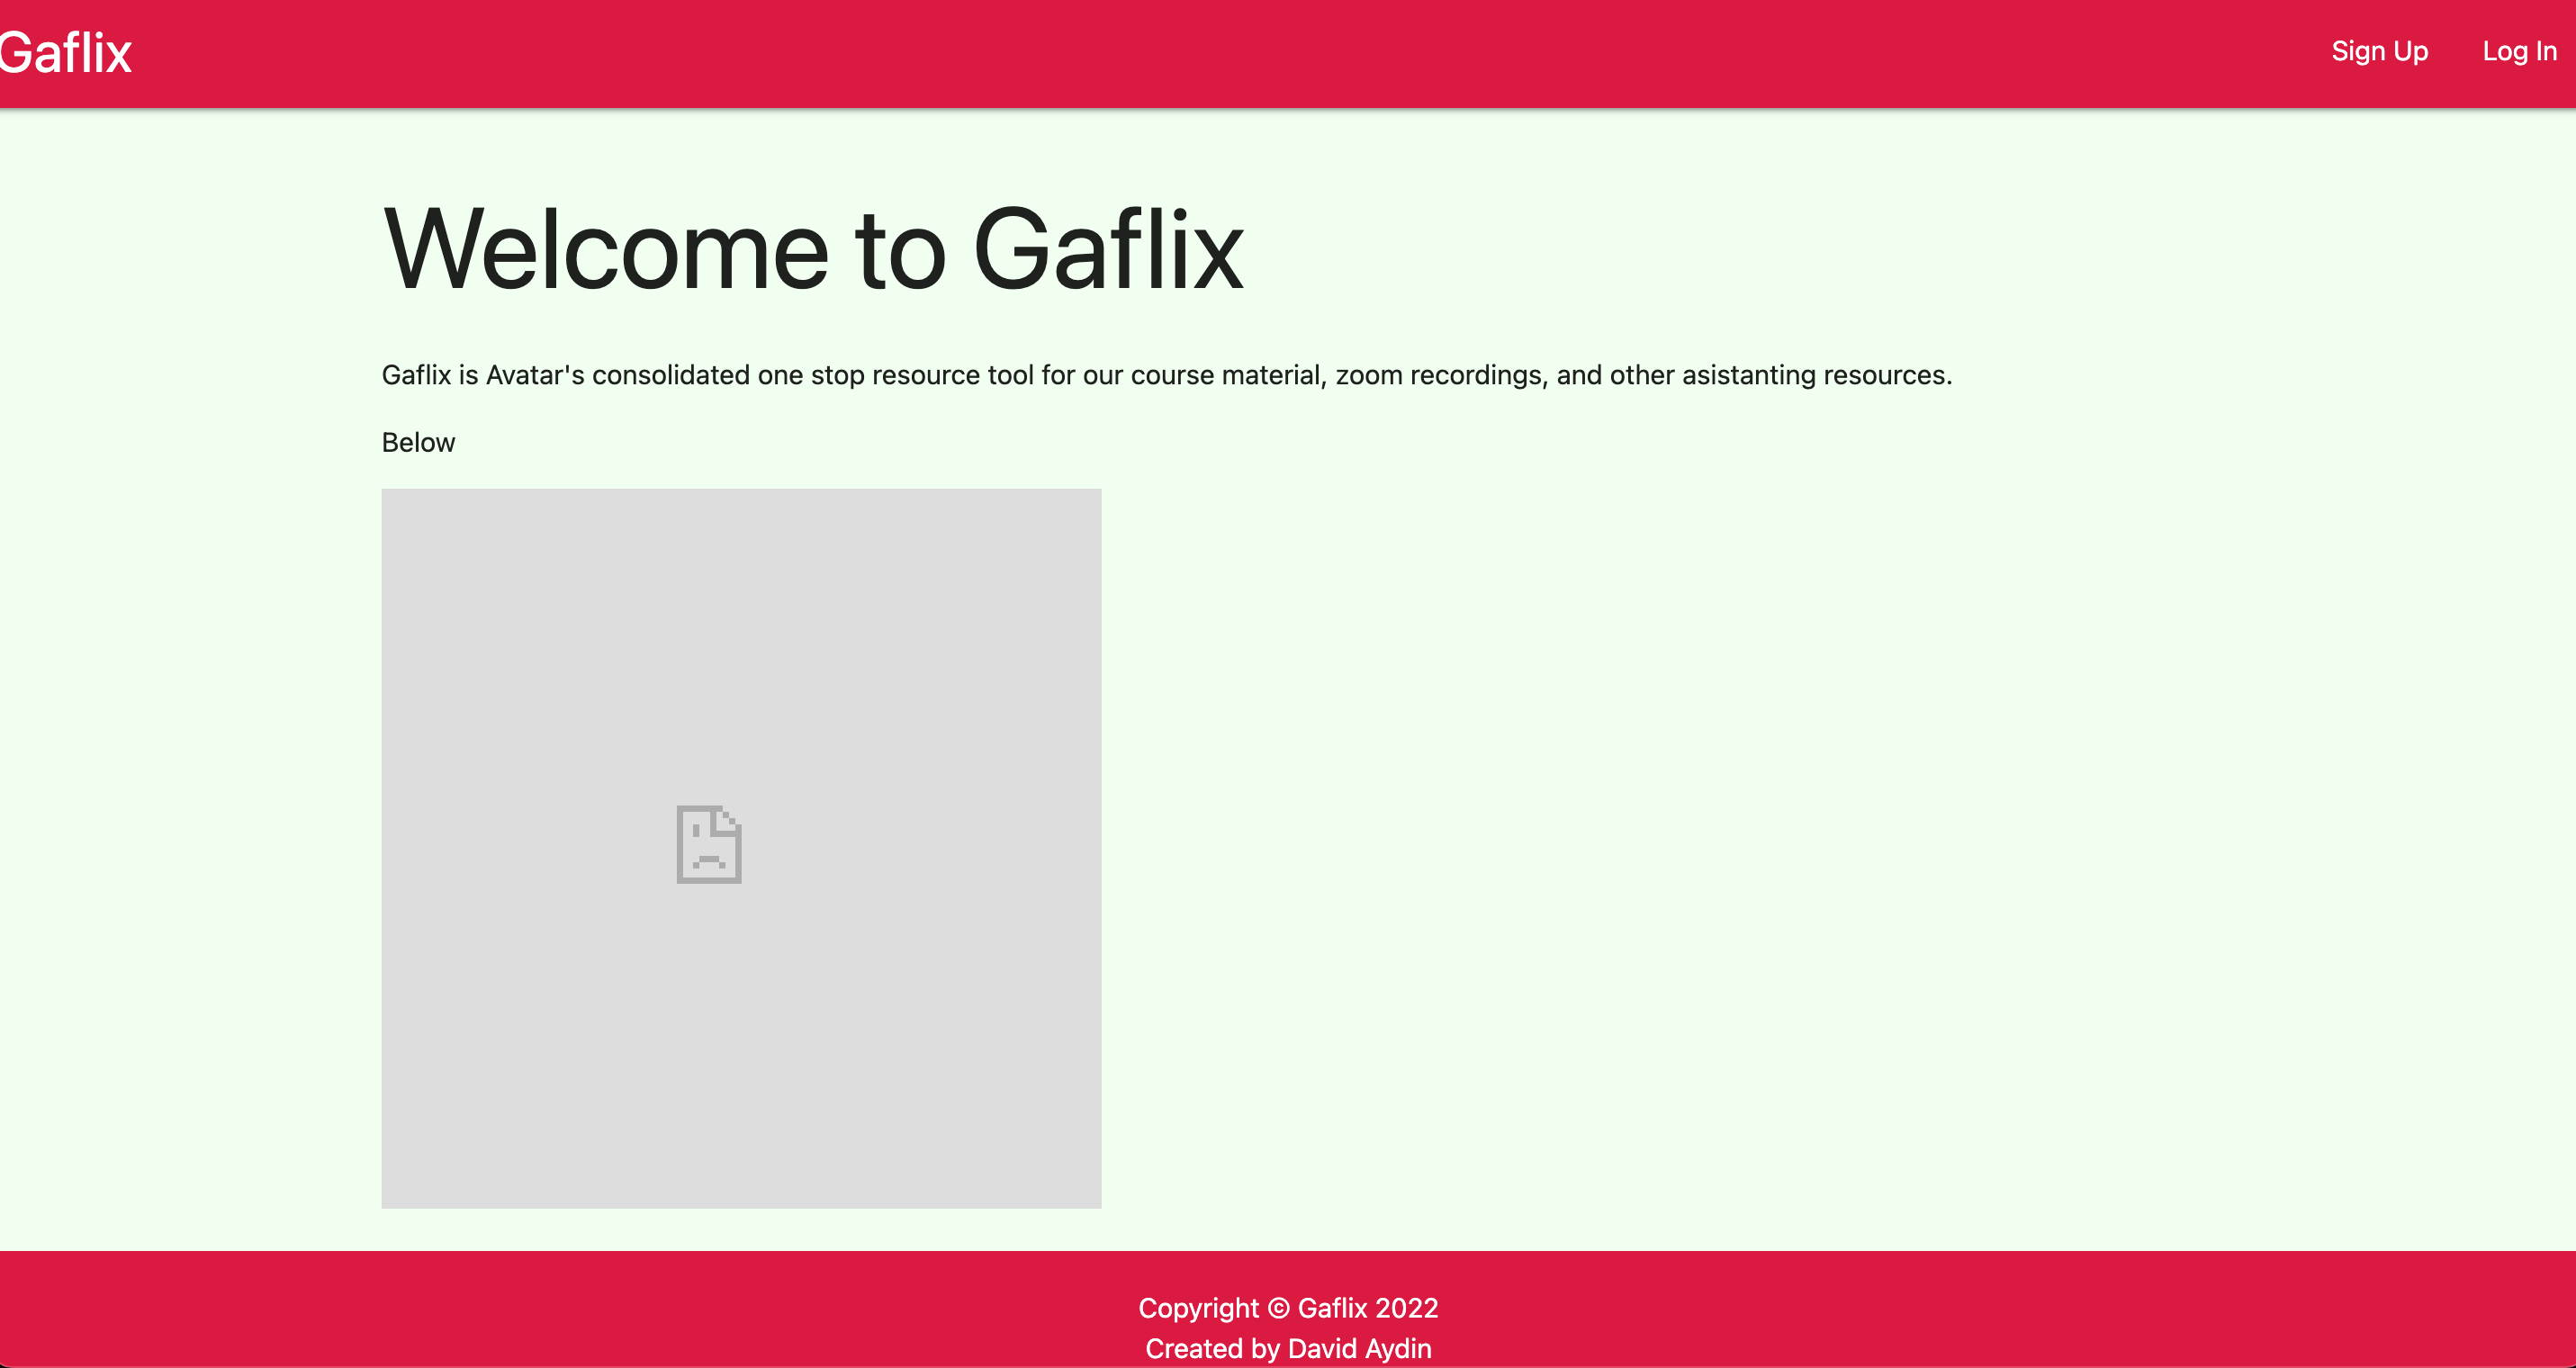 Gaflix
Sign Up
Log In
Welcome to Gaflix
Gaflix is Avatar's consolidated one stop resource tool for our course material, zoom recordings, and other asistanting resources.
Below
Copyright © Gaflix 2022
Created by David Aydin